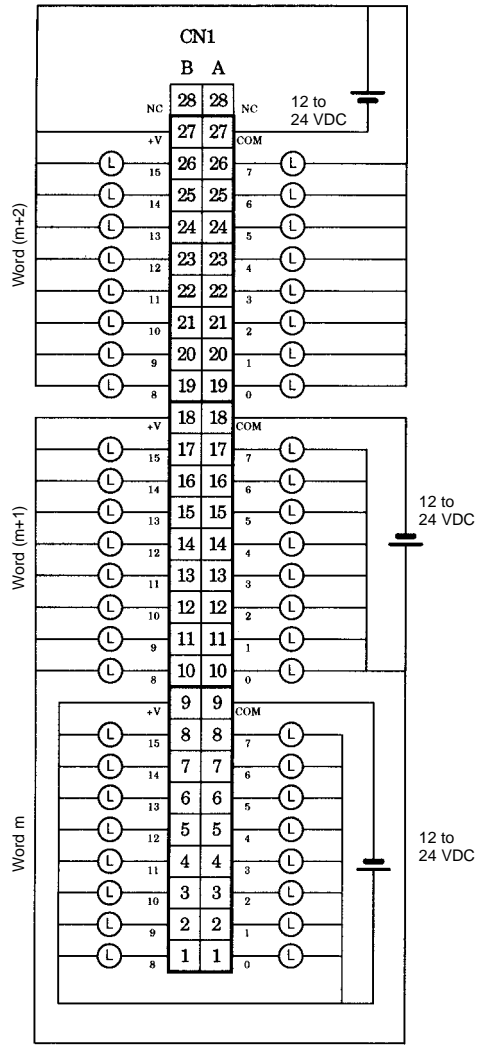 CN1
B A
NC 28 28 NC
12 to
24 VDC
+V 27 27 COM
L 15 26 26 7 L
L 14 25 25 6 L
L 13 24 24 5 L
L 12 23 23 4 L
L 11 22 22 3 L
L 10 21 21 2 L
L 9 20 20 1 L
L 8 19 19 0 L
Word (m+2)
+V 18 18 COM
L 15 17 17 7 L
L 14 16 16 6 L
L 13 15 15 5 L
L 12 14 14 4 L
L 11 13 13 3 L
L 10 12 12 2 L
L 9 11 11 1 L
L 8 10 10 0 L
Word (m+1)
12 to
24 VDC
+V 9 9 COM
L 15 8 8 7 L
L 14 7 7 6 L
L 13 6 6 5 L
L 12 5 5 4 L
L 11 4 4 3 L
L 10 3 3 2 L
L 9 2 2 1 L
L 8 1 1 0 L
Word m
12 to
24 VDC